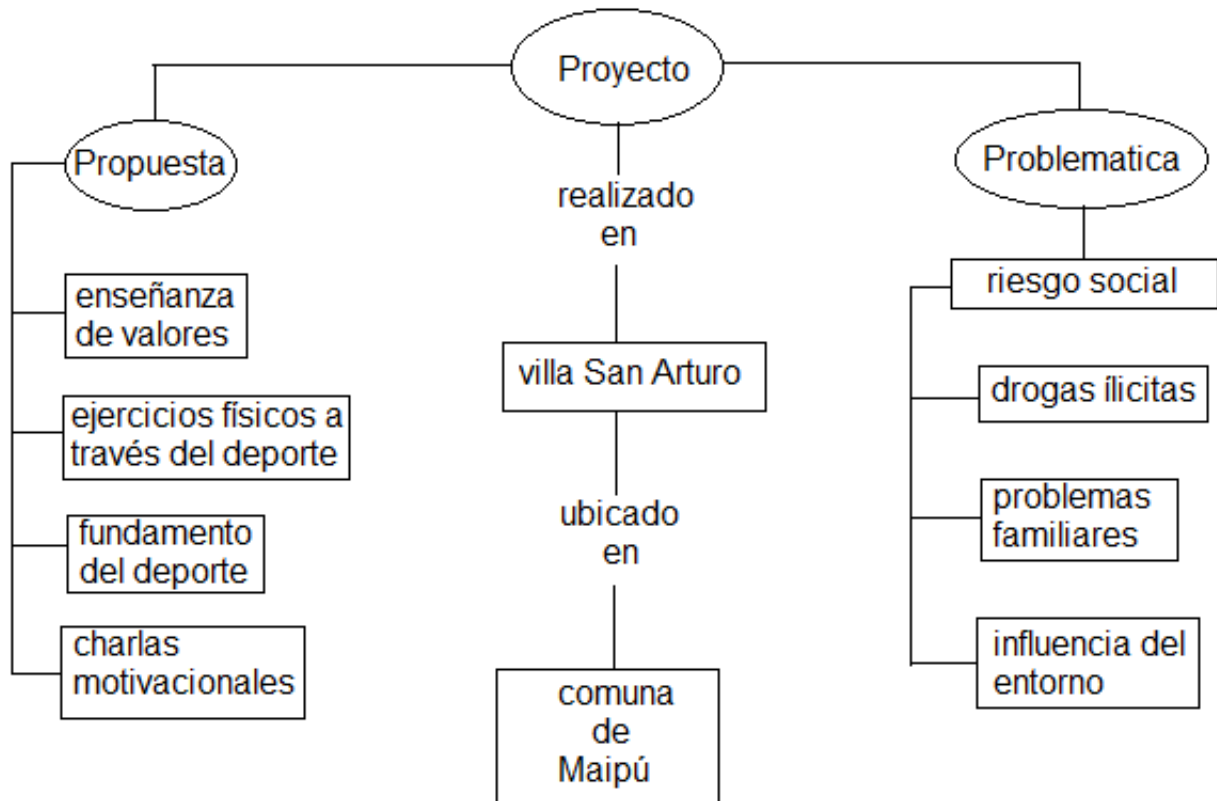 Proyecto
Propuesta
Problematica
realizado
en
enseñanza
de valores
riesgo social
villa San Arturo
drogas ílicitas
ejercicios físicos a
través del deporte
problemas
familiares
ubicado
en
fundamento
del deporte
charlas
motivacionales
influencia del
entorno
comuna
de
Maipú